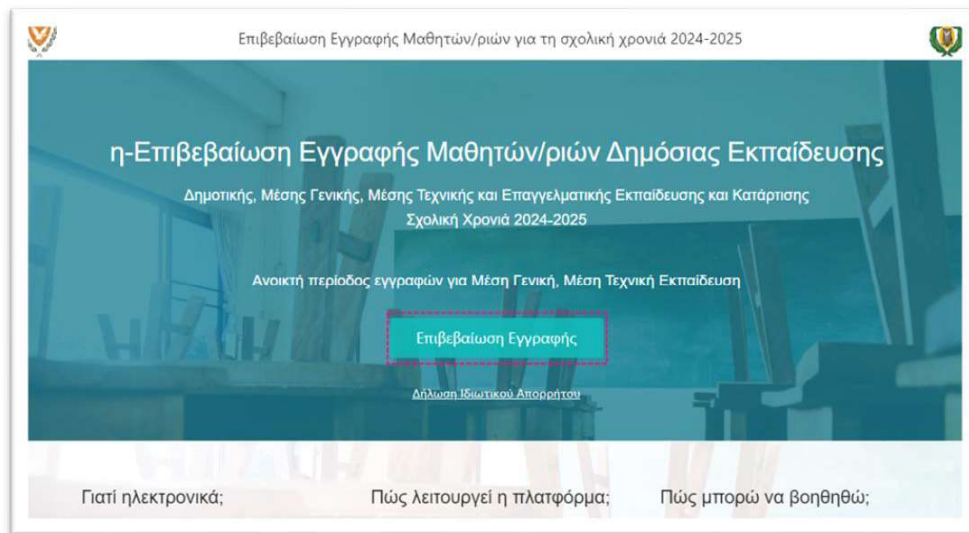 Επιβεβαίωση Εγγραφής Μαθητών/ριών για τη σχολική χρονιά 2024-2025
η-Επιβεβαίωση Εγγραφής Μαθητών/ριών Δημόσιας Εκπαίδευσης
Δημοτικής, Μέσης Γενικής, Μέσης Τεχνικής και Επαγγελματικής Εκπαίδευσης και Κατάρτισης
Σχολική Χρονιά 2024-2025
Ανοικτή περίοδος εγγραφών για Μέση Γενική, Μέση Τεχνική Εκπαίδευση
Επιβεβαίωση Εγγραφής
Δήλωση Ιδιωτικού Απορρήτου
Γιατί ηλεκτρονικά; Πώς λειτουργεί η πλατφόρμα; Πώς μπορώ να βοηθηθώ;